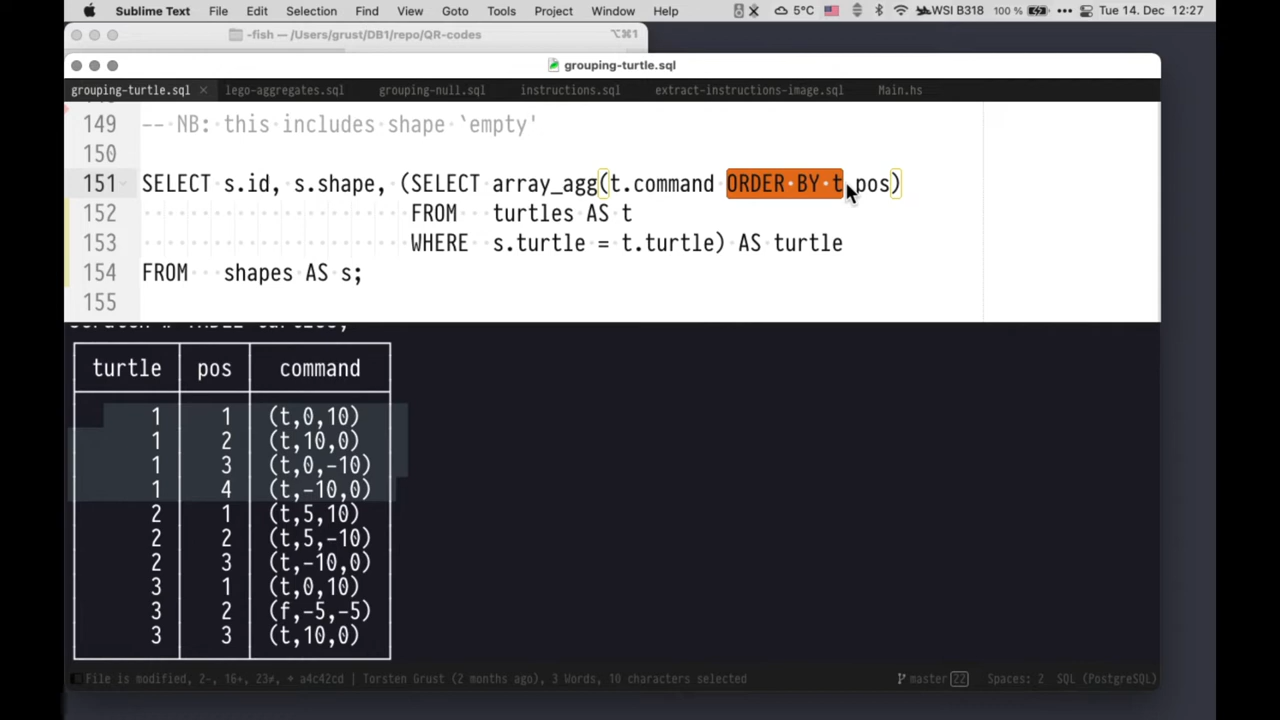 Sublime Text File Edit Selection Find View Goto Tools Project Window Help 5°C WSI B318 100 % Tue 14. Dec 12:27
-fish — /Users/grust/DB1/repo/QR-codes ⌥⌘1
grouping-turtle.sql
grouping-turtle.sql × lego-aggregates.sql grouping-null.sql instructions.sql extract-instructions-image.sql Main.hs
149 -- NB: this includes shape `empty'
150
151 SELECT s.id, s.shape, (SELECT array_agg(t.command ORDER BY t.pos)
152 FROM turtles AS t
153 WHERE s.turtle = t.turtle) AS turtle
154 FROM shapes AS s;
155
turtle pos command
1 1 (t,0,10)
1 2 (t,10,0)
1 3 (t,0,-10)
1 4 (t,-10,0)
2 1 (t,5,10)
2 2 (t,5,-10)
2 3 (t,-10,0)
3 1 (t,0,10)
3 2 (f,-5,-5)
3 3 (t,10,0)
File is modified, 2-, 16+, 23≠, + a4c42cd | Torsten Grust (2 months ago), 3 Words, 10 characters selected master 22 Spaces: 2 SQL (PostgreSQL)